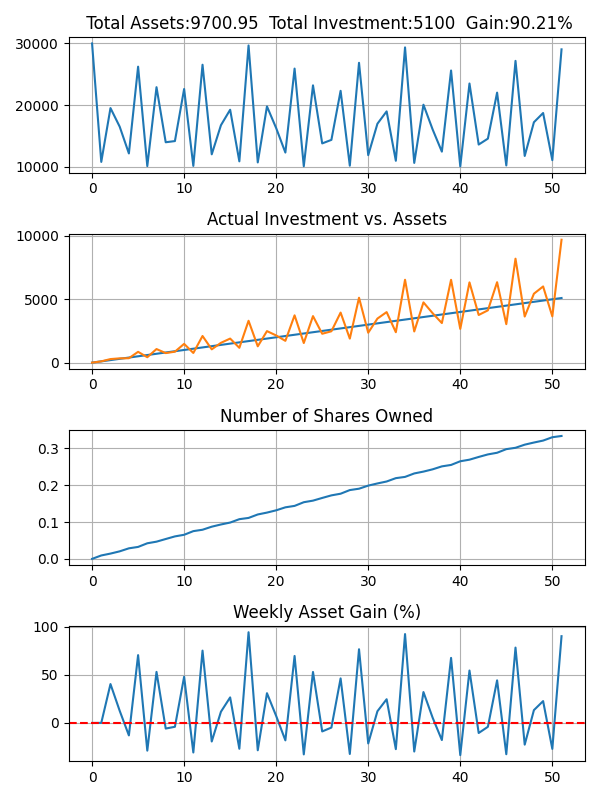 Total Assets:9700.95 Total Investment:5100 Gain:90.21%
30000
20000
10000
0 10 20 30 40 50
Actual Investment vs. Assets
10000
5000
0
0 10 20 30 40 50
Number of Shares Owned
0.3
0.2
0.1
0.0
0 10 20 30 40 50
Weekly Asset Gain (%)
100
50
0
0 10 20 30 40 50